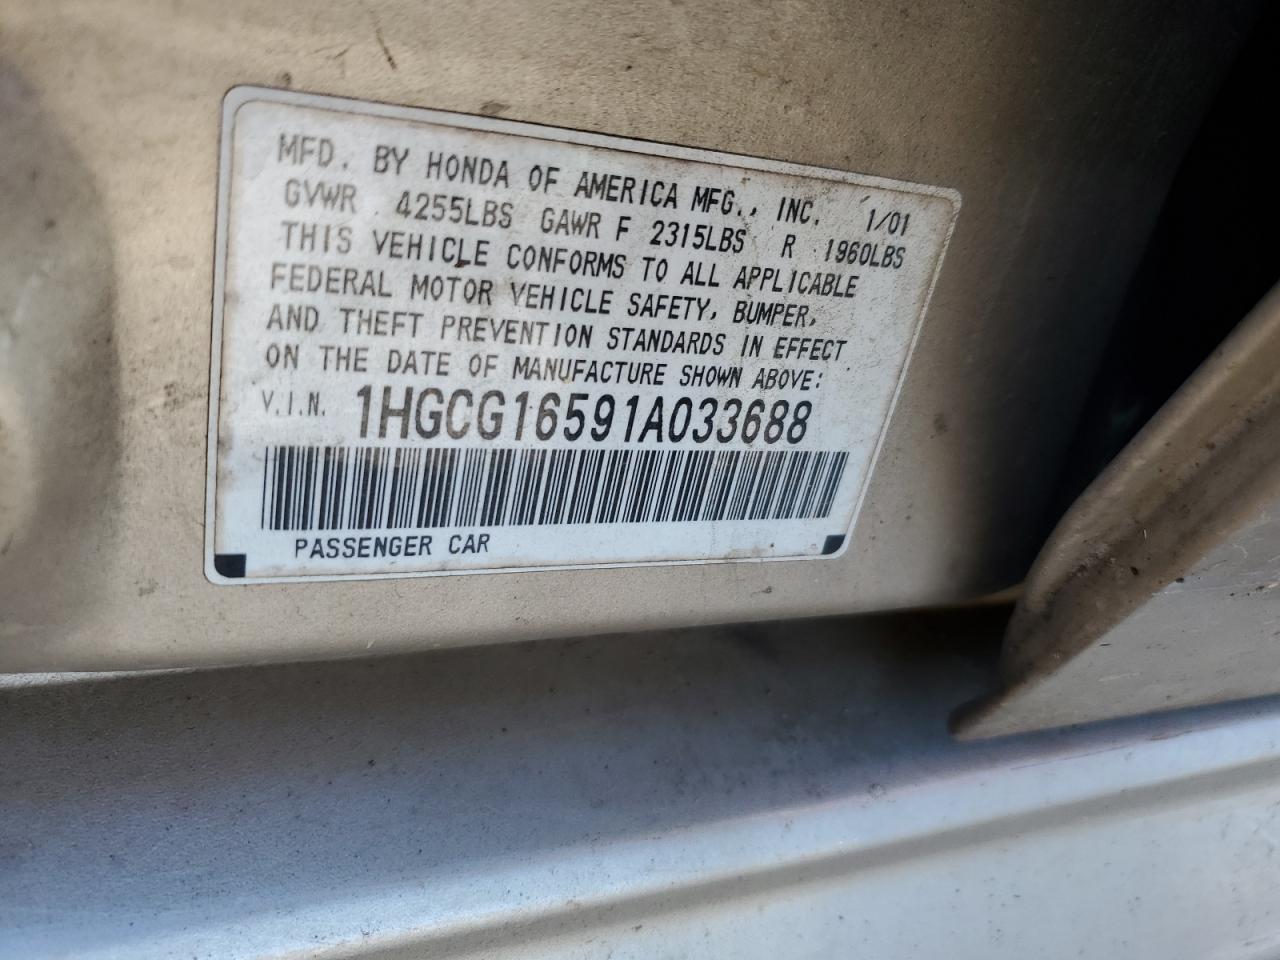 MFD. BY HONDA OF AMERICA MFG., INC. 1/01
GVWR 4255LBS GAWR F 2315LBS R 1960LBS
THIS VEHICLE CONFORMS TO ALL APPLICABLE
FEDERAL MOTOR VEHICLE SAFETY, BUMPER,
AND THEFT PREVENTION STANDARDS IN EFFECT
ON THE DATE OF MANUFACTURE SHOWN ABOVE:
V.I.N. 1HGCG16591A033688
PASSENGER CAR